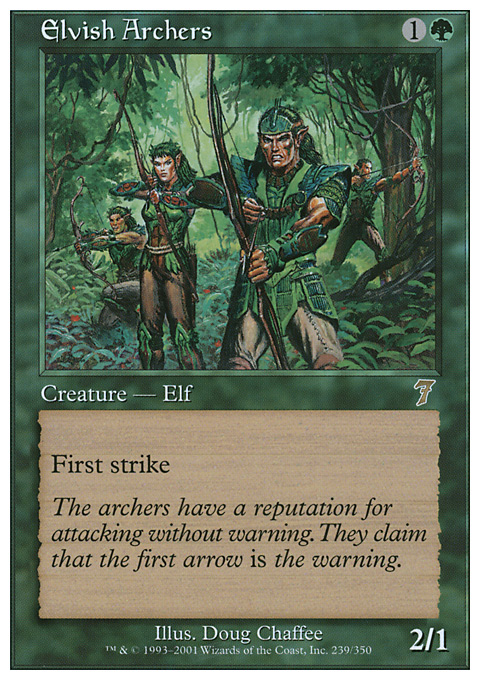 Elvish Archers 1
Creature — Elf 7
First strike
The archers have a reputation for
attacking without warning. They claim
that the first arrow is the warning.
Illus. Doug Chaffee
™ & © 1993-2001 Wizards of the Coast, Inc. 239/350
2/1